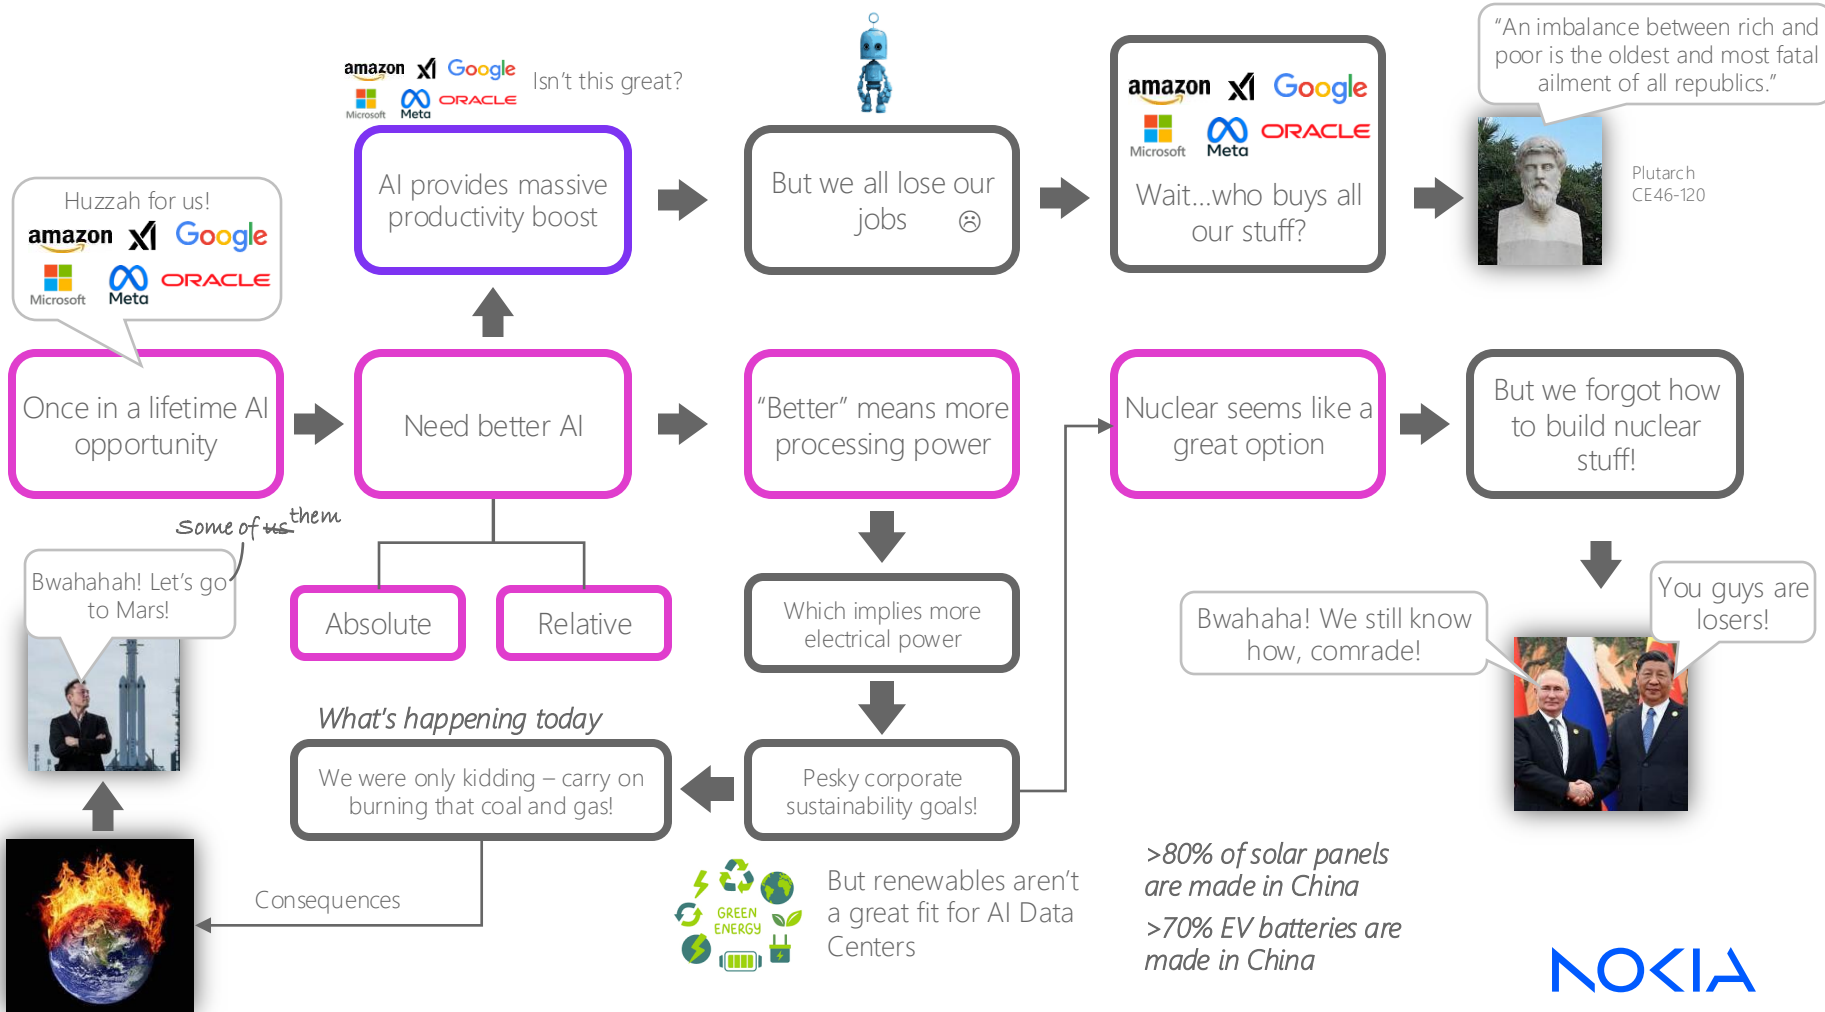 amazon xI Google
Microsoft Meta ORACLE
Isn't this great?
amazon xI Google
Microsoft Meta ORACLE
Wait...who buys all
our stuff?
"An imbalance between rich and
poor is the oldest and most fatal
ailment of all republics."
Plutarch
CE46-120
Huzzah for us!
amazon xI Google
Microsoft Meta ORACLE
AI provides massive
productivity boost
But we all lose our
jobs ☹
Once in a lifetime AI
opportunity
Need better AI
"Better" means more
processing power
Nuclear seems like a
great option
But we forgot how
to build nuclear
stuff!
Some of us them
Bwahahah! Let's go
to Mars!
Absolute
Relative
Which implies more
electrical power
Bwahaha! We still know
how, comrade!
You guys are
losers!
What's happening today
We were only kidding – carry on
burning that coal and gas!
Pesky corporate
sustainability goals!
Consequences
GREEN
ENERGY
But renewables aren't
a great fit for AI Data
Centers
>80% of solar panels
are made in China
>70% EV batteries are
made in China
NOKIA